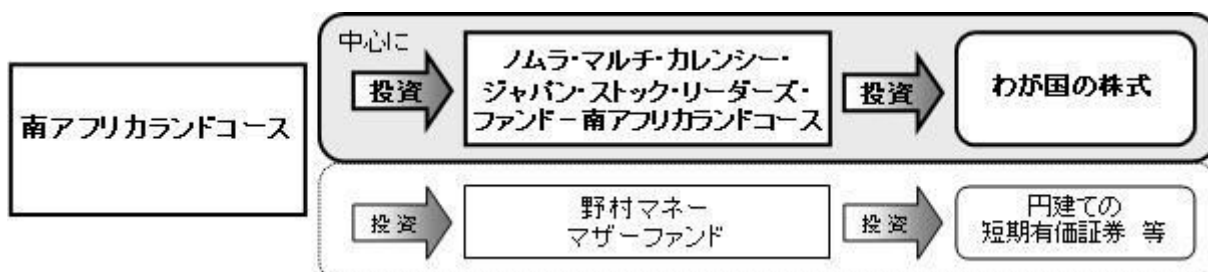 南アフリカランドコース
中心に
投資
ノムラ・マルチ・カレンシー・
ジャパン・ストック・リーダーズ・
ファンド－南アフリカランドコース
投資
わが国の株式
投資
野村マネー
マザーファンド
投資
円建ての
短期有価証券 等